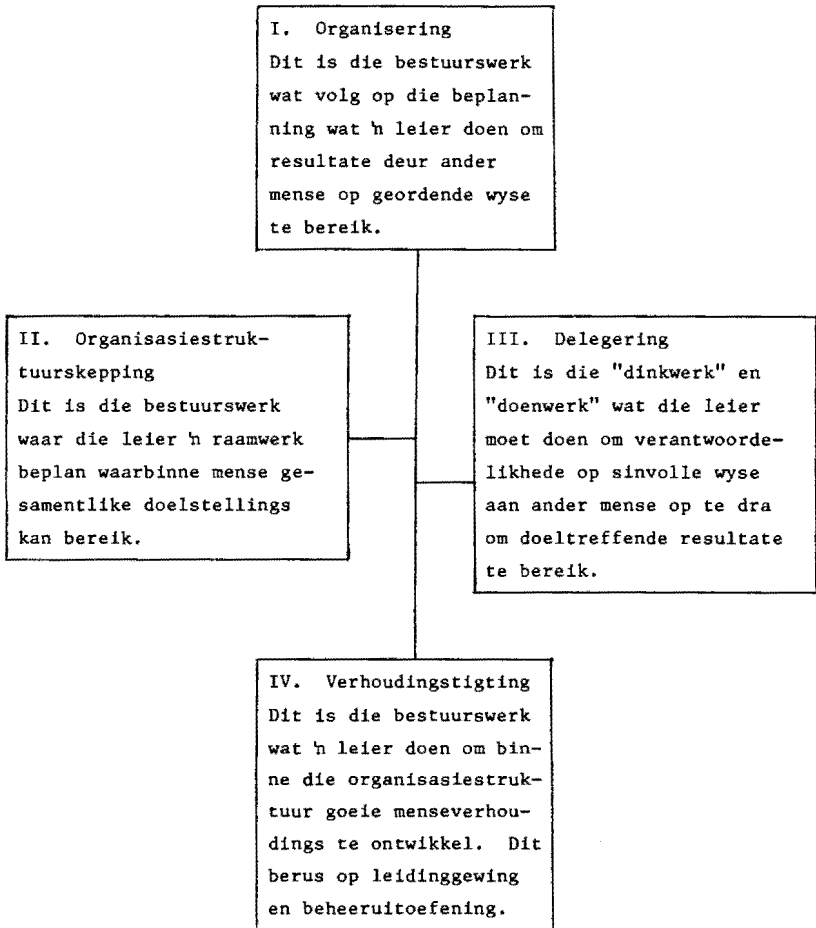 I. Organisering
Dit is die bestuurswerk
wat volg op die beplan-
ning wat 'n leier doen om
resultate deur ander
mense op geordende wyse
te bereik.
II. Organisasiestruk-
tuurskepping
Dit is die bestuurswerk
waar die leier 'n raamwerk
beplan waarbinne mense ge-
samentlike doelstellings
kan bereik.
III. Delegering
Dit is die "dinkwerk" en
"doenwerk" wat die leier
moet doen om verantwoorde-
likhede op sinvolle wyse
aan ander mense op te dra
om doeltreffende resultate
te bereik.
IV. Verhoudingstigting
Dit is die bestuurswerk
wat 'n leier doen om bin-
ne die organisasiestruk-
tuur goeie menseverhou-
dings te ontwikkel. Dit
berus op leidinggewing
en beheeruitoefening.